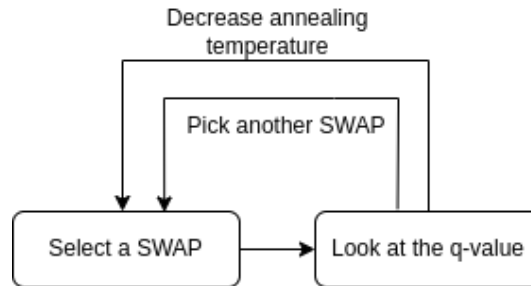 Decrease annealing
temperature
Pick another SWAP
Select a SWAP
Look at the q-value